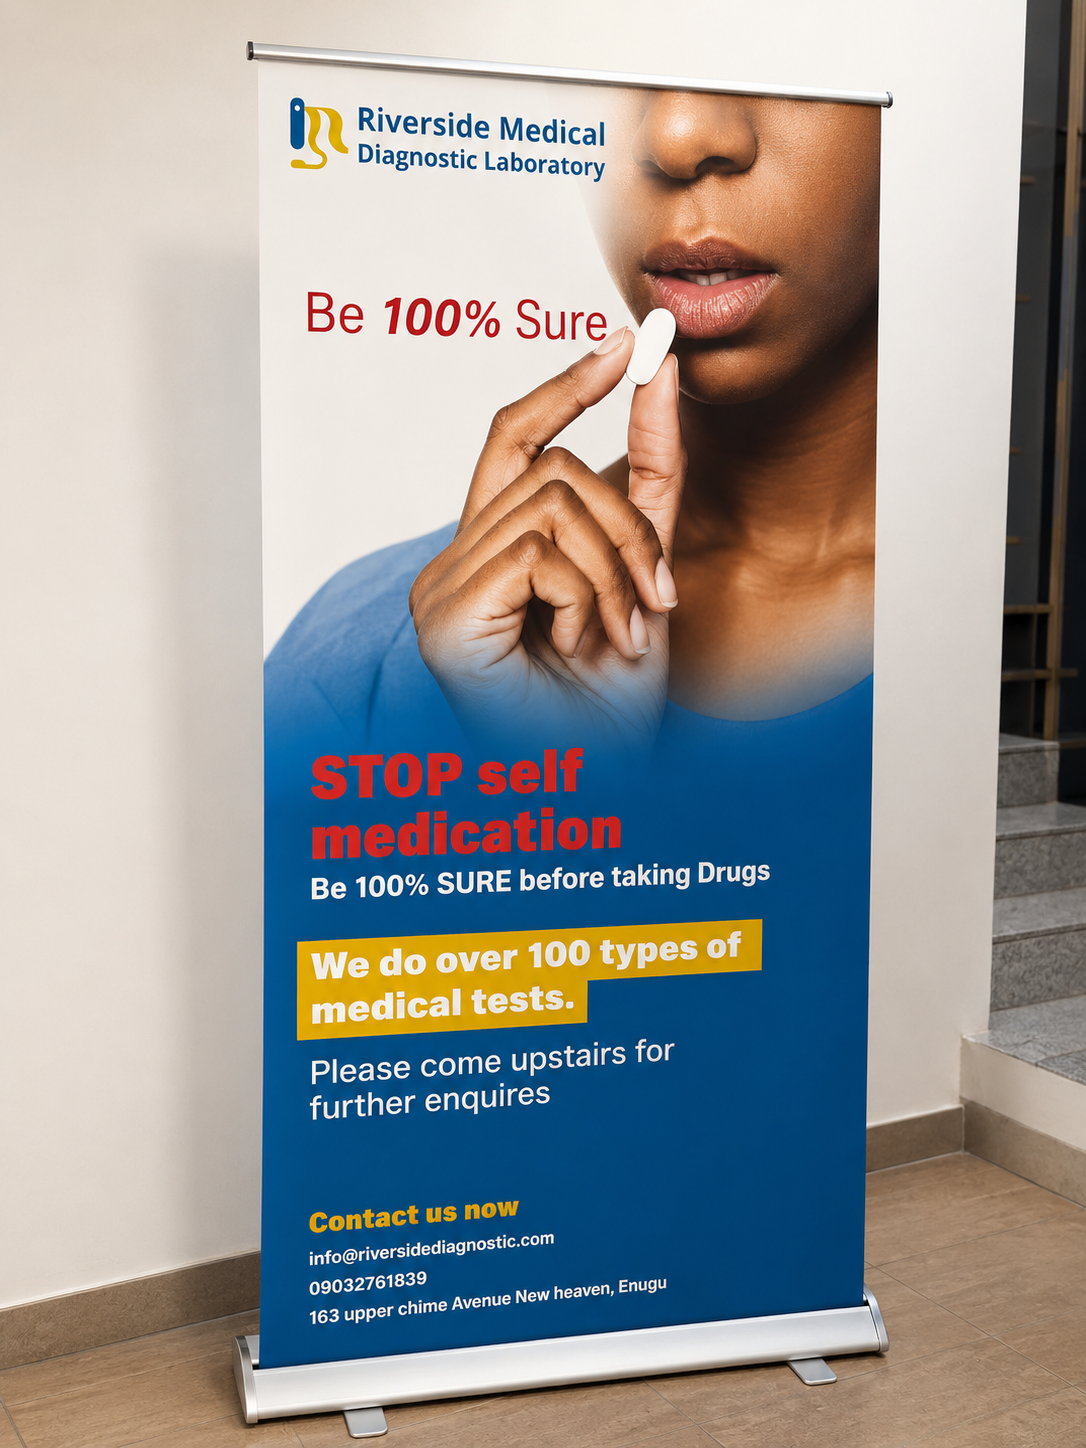 Riverside Medical
Diagnostic Laboratory
Be 100% Sure
STOP self
medication
Be 100% SURE before taking Drugs
We do over 100 types of
medical tests.
Please come upstairs for
further enquires
Contact us now
info@riversidediagnostic.com
09032761839
163 upper chime Avenue New heaven, Enugu